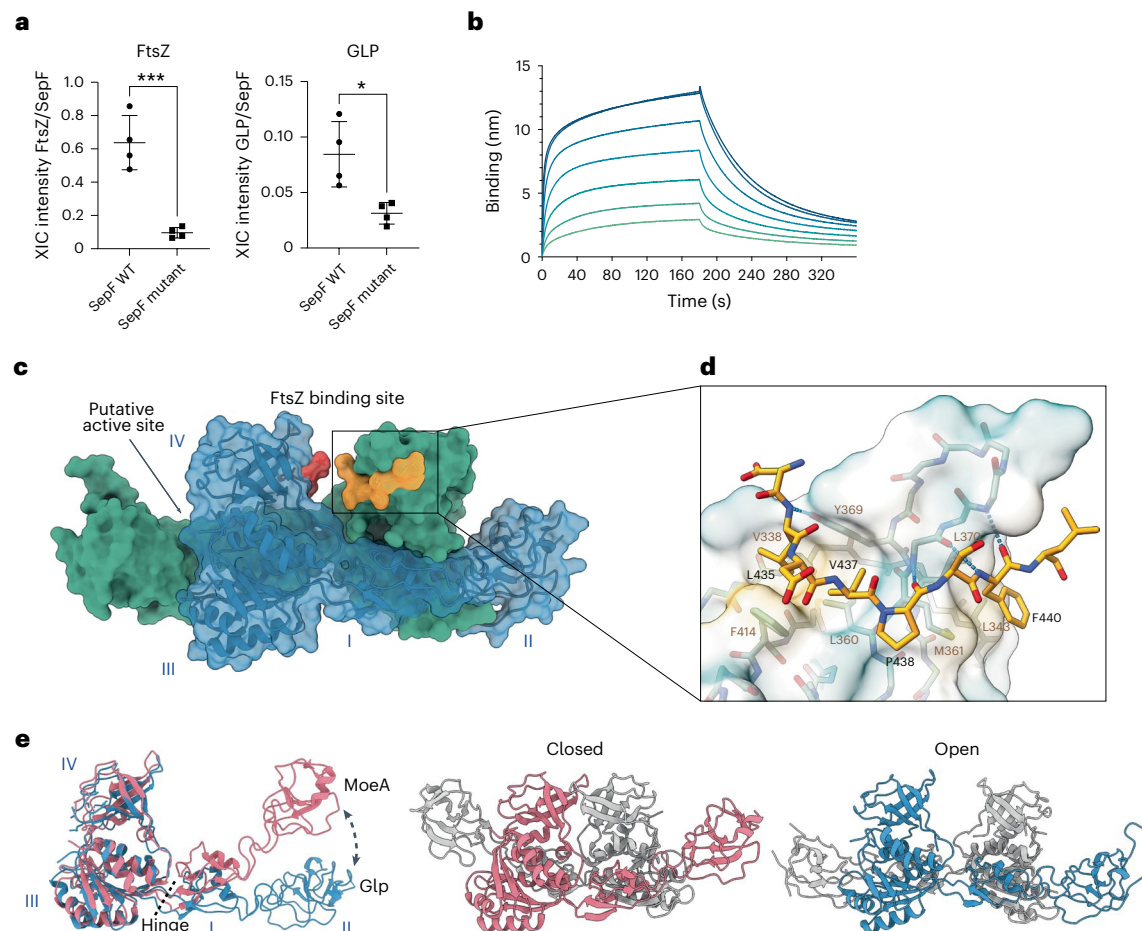 a
FtsZ
XIC intensity FtsZ/SepF
1.0
0.8
0.6
0.4
0.2
0
***
SepF WT
SepF mutant
GLP
XIC intensity GLP/SepF
0.15
0.10
0.05
0
*
SepF WT
SepF mutant
b
Binding (nm)
15
10
5
0
0 40 80 120 160 200 240 280 320
Time (s)
c
Putative
active site
FtsZ binding site
IV
III
I
II
d
Y369
V338
L370
L435
V437
F414
L360
L343
F440
M361
P438
e
IV
MoeA
Glp
III
Hinge
I
II
Closed
Open